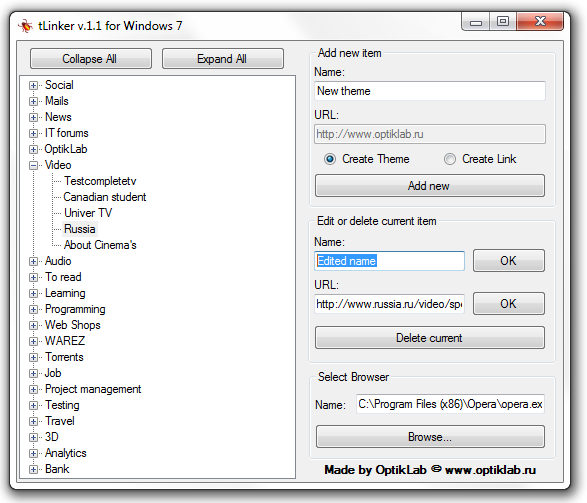 tLinker v.1.1 for Windows 7
Collapse All
Expand All
Social
Mails
News
IT forums
OptikLab
Video
Testcompletetv
Canadian student
Univer TV
Russia
About Cinema's
Audio
To read
Learning
Programming
Web Shops
WAREZ
Torrents
Job
Project management
Testing
Travel
3D
Analytics
Bank
Add new item
Name:
New theme
URL:
http://www.optiklab.ru
Create Theme
Create Link
Add new
Edit or delete current item
Name:
Edited name
OK
URL:
http://www.russia.ru/video/sp
OK
Delete current
Select Browser
Name:
C:\Program Files (x86)\Opera\opera.ex
Browse...
Made by OptikLab © www.optiklab.ru